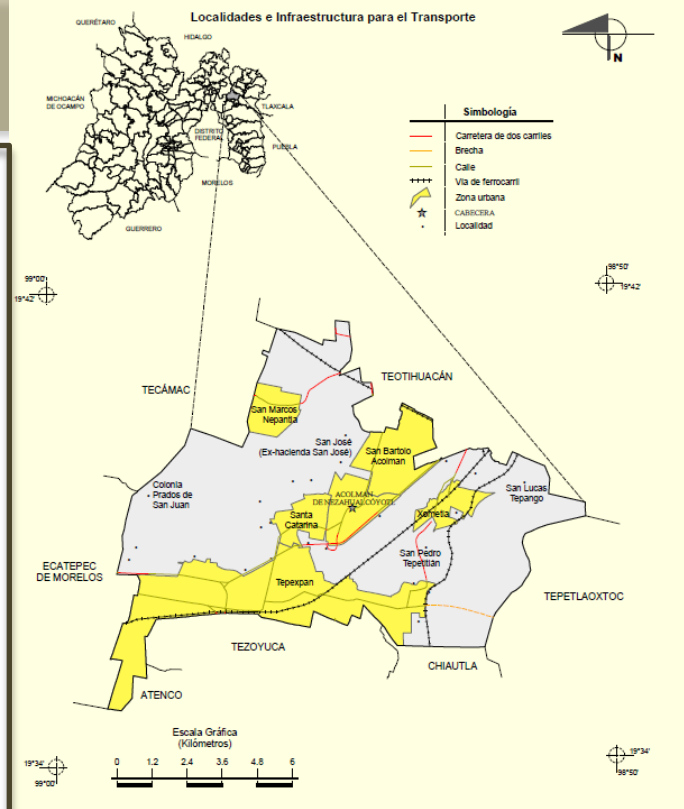 Localidades e Infraestructura para el Transporte
QUERÉTARO
HIDALGO
MICHOACÁN
DE OCAMPO
TLAXCALA
DISTRITO
FEDERAL
PUEBLA
MORELOS
GUERRERO
N
Simbología
Carretera de dos carriles
Brecha
Calle
Vía de ferrocarril
Zona urbana
CABECERA
Localidad
99°00'
19°42'
98°50'
19°42'
TECÁMAC
TEOTIHUACÁN
San Marcos
Nepantla
San José
(Ex-hacienda San José)
San Bartolo
Acolman
Colonia
Prados de
San Juan
ACOLMAN
DE NEZAHUALCÓYOTL
San Lucas
Tepango
Santa
Catarina
Xometla
San Pedro
Tepetitlán
ECATEPEC
DE MORELOS
Tepexpan
TEPETLAOXTOC
TEZOYUCA
CHIAUTLA
ATENCO
Escala Gráfica
(Kilómetros)
0 1.2 2.4 3.6 4.8 6
19°34'
99°00'
19°34'
98°50'